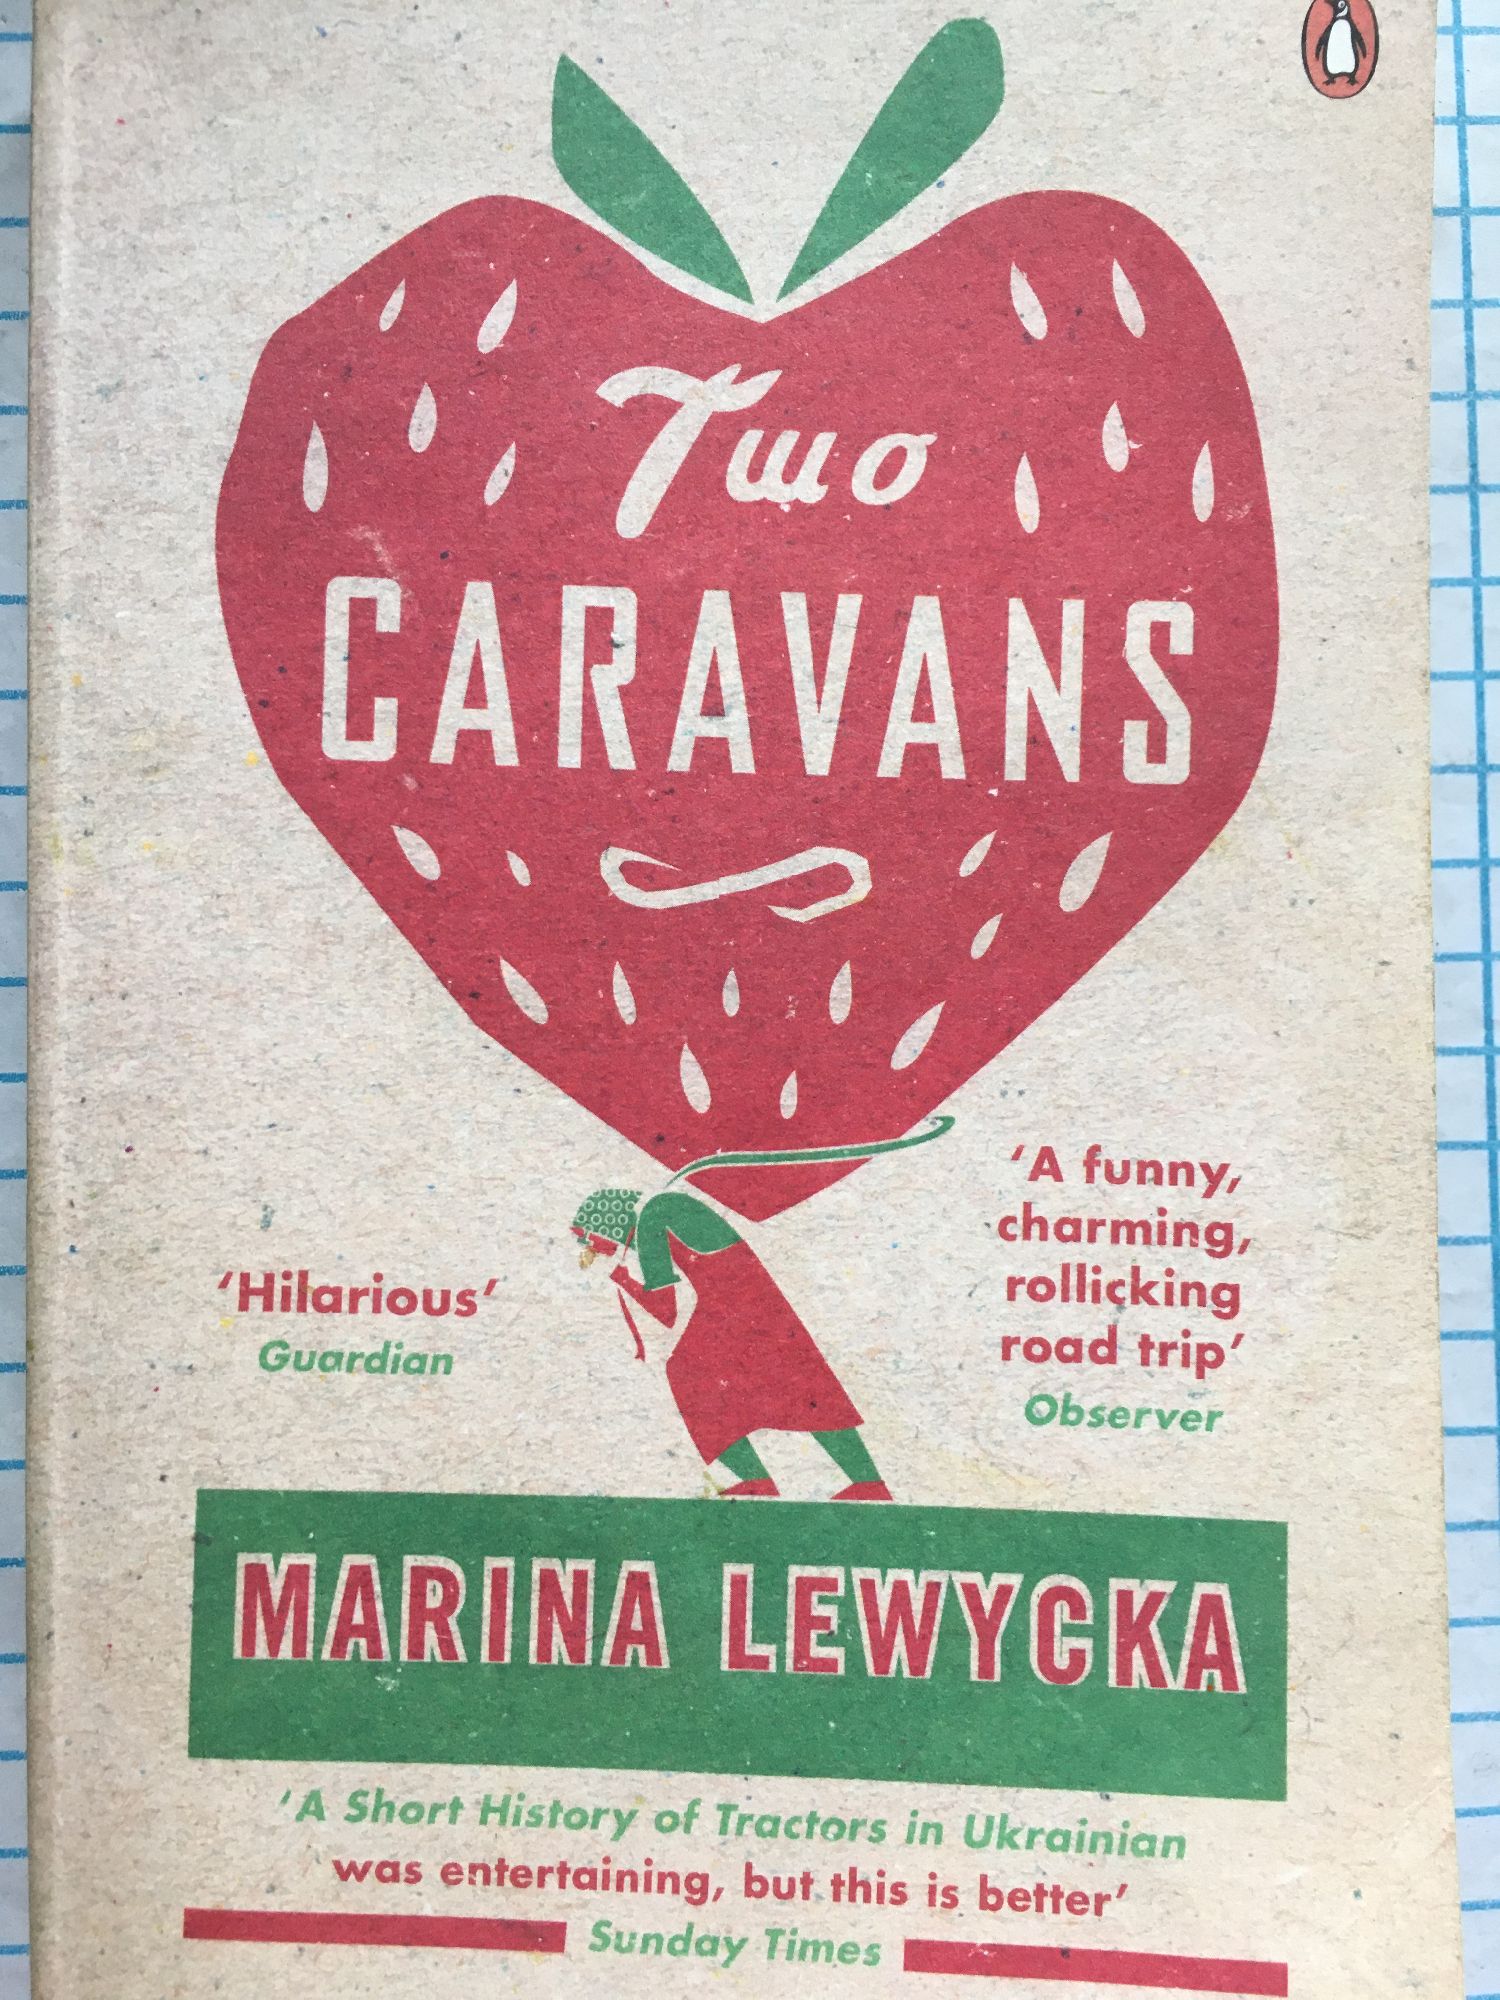 Two
CARAVANS
'Hilarious'
Guardian
'A funny,
charming,
rollicking
road trip'
Observer
MARINA LEWYCKA
'A Short History of Tractors in Ukrainian
was entertaining, but this is better'
Sunday Times